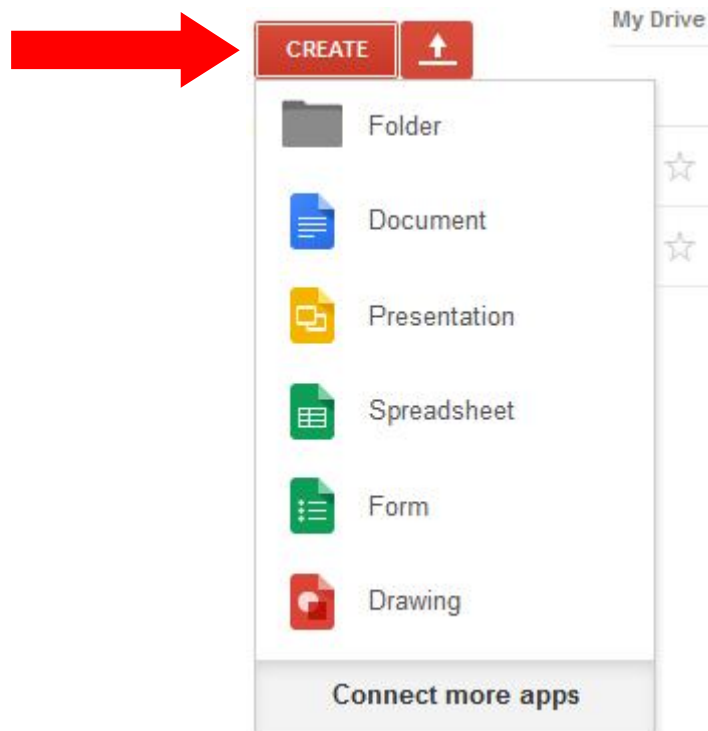 My Drive
CREATE
Folder
Document
Presentation
Spreadsheet
Form
Drawing
Connect more apps